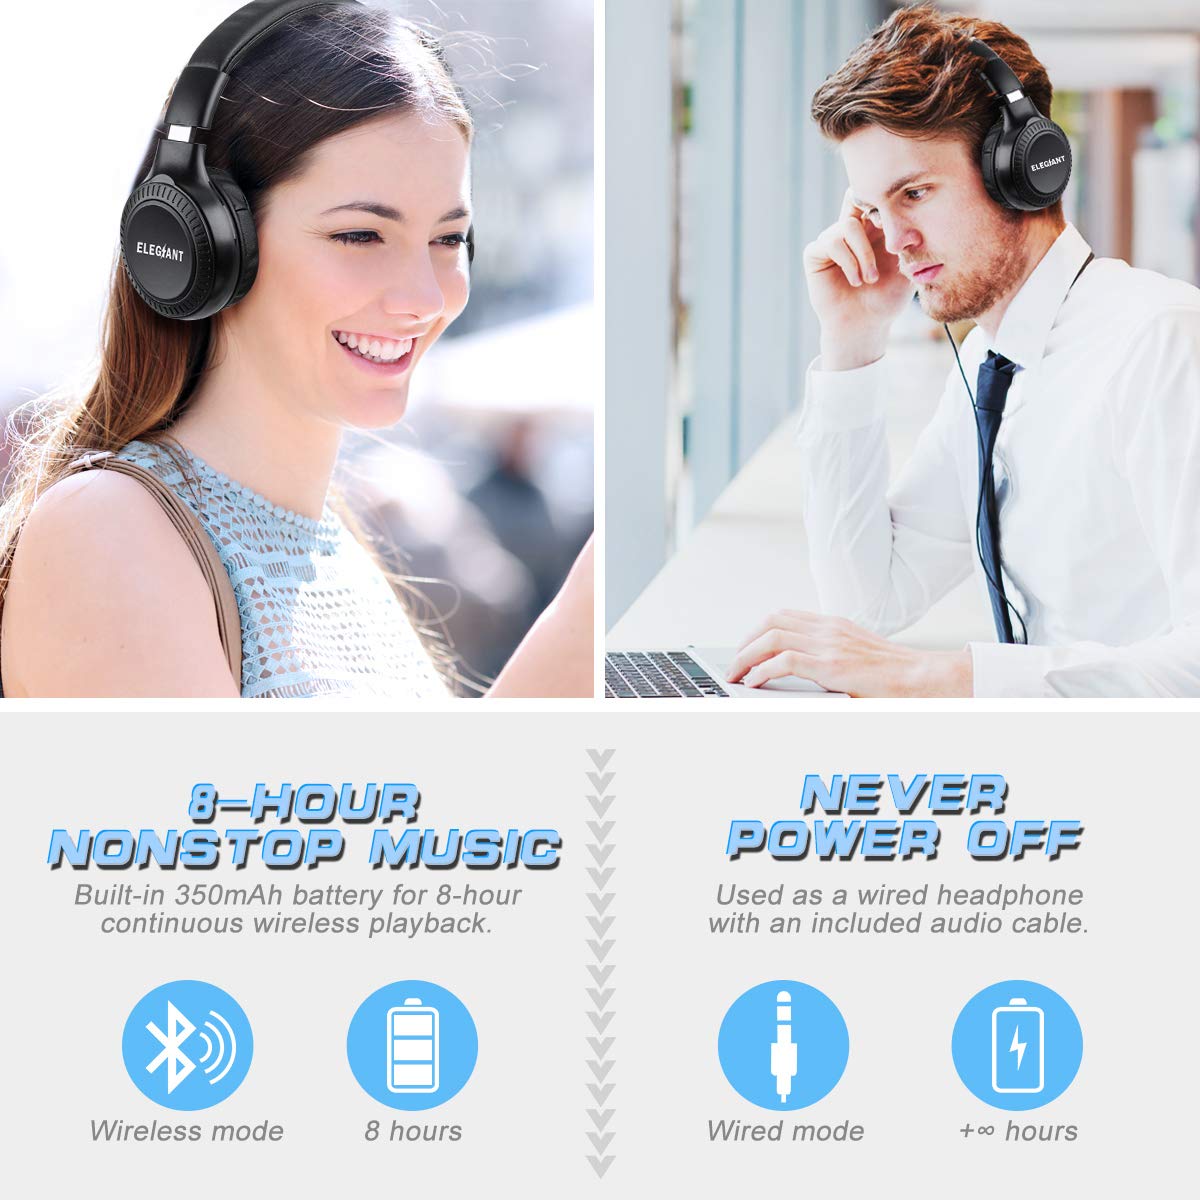 ELEGIANT
ELEGIANT
8-HOUR
NONSTOP MUSIC
Built-in 350mAh battery for 8-hour
continuous wireless playback.
Wireless mode
8 hours
NEVER
POWER OFF
Used as a wired headphone
with an included audio cable.
Wired mode
+∞ hours